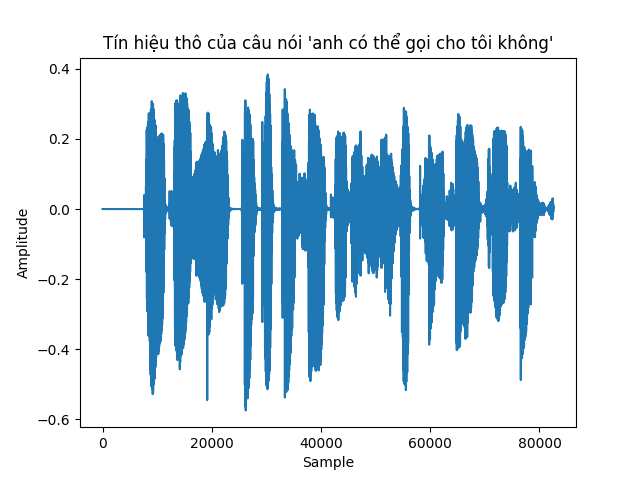 Tín hiệu thô của câu nói 'anh có thể gọi cho tôi không'
0.4
0.2
0.0
−0.2
−0.4
−0.6
Amplitude
0 20000 40000 60000 80000
Sample